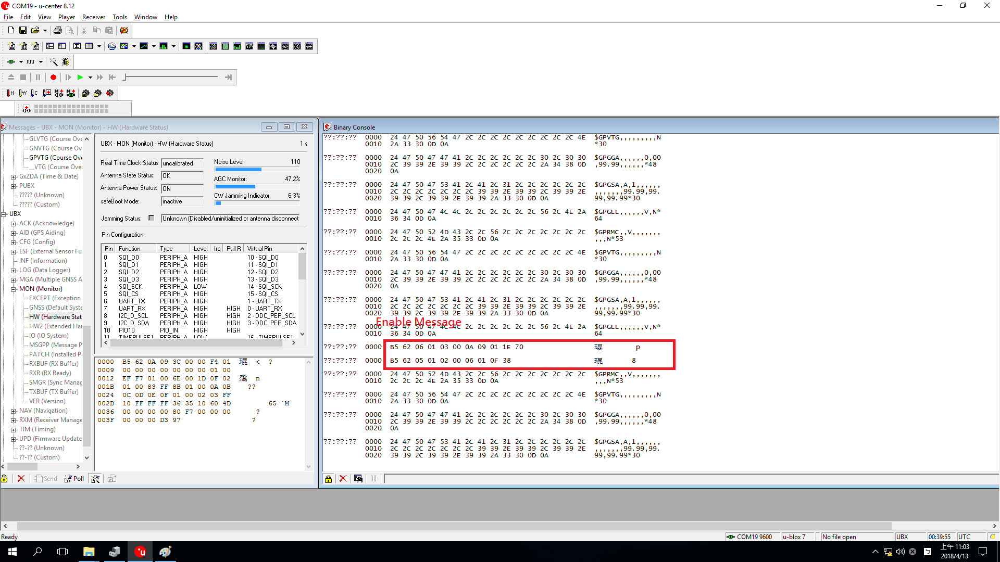 COM19 - u-center 8.12
File Edit View Player Receiver Tools Window Help
Messages - UBX - MON (Monitor) - HW (Hardware Status)
GLVTG (Course Ove
GNVTG (Course Ov
GPVTG (Course Ove
__VTG (Course Over
GxZDA (Time & Date)
PUBX
????? (Unknown)
????? (Custom)
UBX
ACK (Acknowledge)
AID (GPS Aiding)
CFG (Config)
ESF (External Sensor Fu
INF (Information)
LOG (Data Logger)
MGA (Multiple GNSS A
MON (Monitor)
EXCEPT (Exception
GNSS (Default Syste
HW (Hardware Stat
HW2 (Extended Har
IO (IO System)
MSGPP (Message P
PATCH (Installed Pa
RXBUF (RX Buffer)
RXR (RX Ready)
SMGR (Sync Manag
TXBUF (TX Buffer)
VER (Version)
NAV (Navigation)
RXM (Receiver Manage
TIM (Timing)
UPD (Firmware Update
??-?? (Unknown)
??-?? (Custom)
Send Poll
UBX - MON (Monitor) - HW (Hardware Status) 1 s
Real Time Clock Status uncalibrated
Antenna State Status: OK
Antenna Power Status: ON
safeBoot Mode: inactive
Noise Level: 110
AGC Monitor: 47.2%
CW Jamming Indicator: 6.3%
Jamming Status: Unknown (Disabled/uninitialized or antenna disconnect
Pin Configuration:
Pin Function Type Level Irq Pull R Virtual Pin
0 SQI_D0 PERIPH_A HIGH 10 - SQI_D0
1 SQI_D1 PERIPH_A HIGH 11 - SQI_D1
2 SQI_D2 PERIPH_A HIGH 12 - SQI_D2
3 SQI_D3 PERIPH_A HIGH 13 - SQI_D3
4 SQI_SCK PERIPH_A LOW 14 - SQI_SCK
5 SQI_CS PERIPH_A HIGH 15 - SQI_CS
6 UART_TX PERIPH_A HIGH 1 - UART_TX
7 UART_RX PERIPH_A HIGH HIGH 0 - UART_RX
8 I2C_D_SCL PERIPH_A HIGH HIGH 2 - DDC_PER_SCL
9 I2C_D_SDA PERIPH_A HIGH HIGH 3 - DDC_PER_SDA
10 PIO10 PIO_IN HIGH HIGH
11 TIMEPULSE1 PERIPH_A LOW 16 - TIMEPULSE1
0000 B5 62 0A 09 3C 00 00 F4 01 琨 < ?
0009 00 00 00 00 00 00 00 01 00
0012 EF F7 01 00 6E 00 1D 0F 02 n
001B 01 00 83 FF 8B 01 00 0A 0B ??
0024 0C 0D 0E 0F 01 00 02 03 FF
002D 10 FF FF FF 36 35 10 60 4D 65 `M
0036 00 00 00 00 80 F7 00 00 00 ?
003F 00 00 00 D3 97 ?
Binary Console
??:??:?? 0000 24 47 50 56 54 47 2C 2C 2C 2C 2C 2C 2C 2C 2C 4E $GPVTG,,,,,,,,,N
0010 2A 33 30 0D 0A *30
??:??:?? 0000 24 47 50 47 47 41 2C 2C 2C 2C 2C 2C 30 2C 30 30 $GPGGA,,,,,,0,00
0010 2C 39 39 2E 39 39 2C 2C 2C 2C 2C 2C 2A 34 38 0D ,99.99,,,,,,*48
0020 0A
??:??:?? 0000 24 47 50 47 53 41 2C 41 2C 31 2C 2C 2C 2C 2C 2C $GPGSA,A,1,,,,,,
0010 2C 2C 2C 2C 2C 2C 2C 39 39 2E 39 39 2C 39 39 2E ,,,,,,,99.99,99.
0020 39 39 2C 39 39 2E 39 39 2A 33 30 0D 0A 99,99.99*30
??:??:?? 0000 24 47 50 47 4C 4C 2C 2C 2C 2C 2C 2C 56 2C 4E 2A $GPGLL,,,,,,V,N*
0010 36 34 0D 0A 64
??:??:?? 0000 24 47 50 52 4D 43 2C 2C 56 2C 2C 2C 2C 2C 2C 2C $GPRMC,,V,,,,,,,
0010 2C 2C 2C 4E 2A 35 33 0D 0A ,,,N*53
??:??:?? 0000 24 47 50 56 54 47 2C 2C 2C 2C 2C 2C 2C 2C 2C 4E $GPVTG,,,,,,,,,N
0010 2A 33 30 0D 0A *30
??:??:?? 0000 24 47 50 47 47 41 2C 2C 2C 2C 2C 2C 30 2C 30 30 $GPGGA,,,,,,0,00
0010 2C 39 39 2E 39 39 2C 2C 2C 2C 2C 2C 2A 34 38 0D ,99.99,,,,,,*48
0020 0A
??:??:?? 0000 24 47 50 47 53 41 2C 41 2C 31 2C 2C 2C 2C 2C 2C $GPGSA,A,1,,,,,,
0010 2C 2C 2C 2C 2C 2C 2C 39 39 2E 39 39 2C 39 39 2E ,,,,,,,99.99,99.
0020 39 39 2C 39 39 2E 39 39 2A 33 30 0D 0A 99,99.99*30
Enable Message
??:??:?? 0000 24 47 50 47 4C 4C 2C 2C 2C 2C 2C 2C 56 2C 4E 2A $GPGLL,,,,,,V,N*
0010 36 34 0D 0A 64
??:??:?? 0000 B5 62 06 01 03 00 0A 09 01 1E 70 琨 p
??:??:?? 0000 B5 62 05 01 02 00 06 01 0F 38 琨 8
??:??:?? 0000 24 47 50 52 4D 43 2C 2C 56 2C 2C 2C 2C 2C 2C 2C $GPRMC,,V,,,,,,,
0010 2C 2C 2C 4E 2A 35 33 0D 0A ,,,N*53
??:??:?? 0000 24 47 50 56 54 47 2C 2C 2C 2C 2C 2C 2C 2C 2C 4E $GPVTG,,,,,,,,,N
0010 2A 33 30 0D 0A *30
??:??:?? 0000 24 47 50 47 47 41 2C 2C 2C 2C 2C 2C 30 2C 30 30 $GPGGA,,,,,,0,00
0010 2C 39 39 2E 39 39 2C 2C 2C 2C 2C 2C 2A 34 38 0D ,99.99,,,,,,*48
0020 0A
??:??:?? 0000 24 47 50 47 53 41 2C 41 2C 31 2C 2C 2C 2C 2C 2C $GPGSA,A,1,,,,,,
0010 2C 2C 2C 2C 2C 2C 2C 39 39 2E 39 39 2C 39 39 2E ,,,,,,,99.99,99.
0020 39 39 2C 39 39 2E 39 39 2A 33 30 0D 0A 99,99.99*30
Ready COM19 9600 u-blox 7 No file open UBX 00:39:55 UTC
上午 11:03
2018/4/13